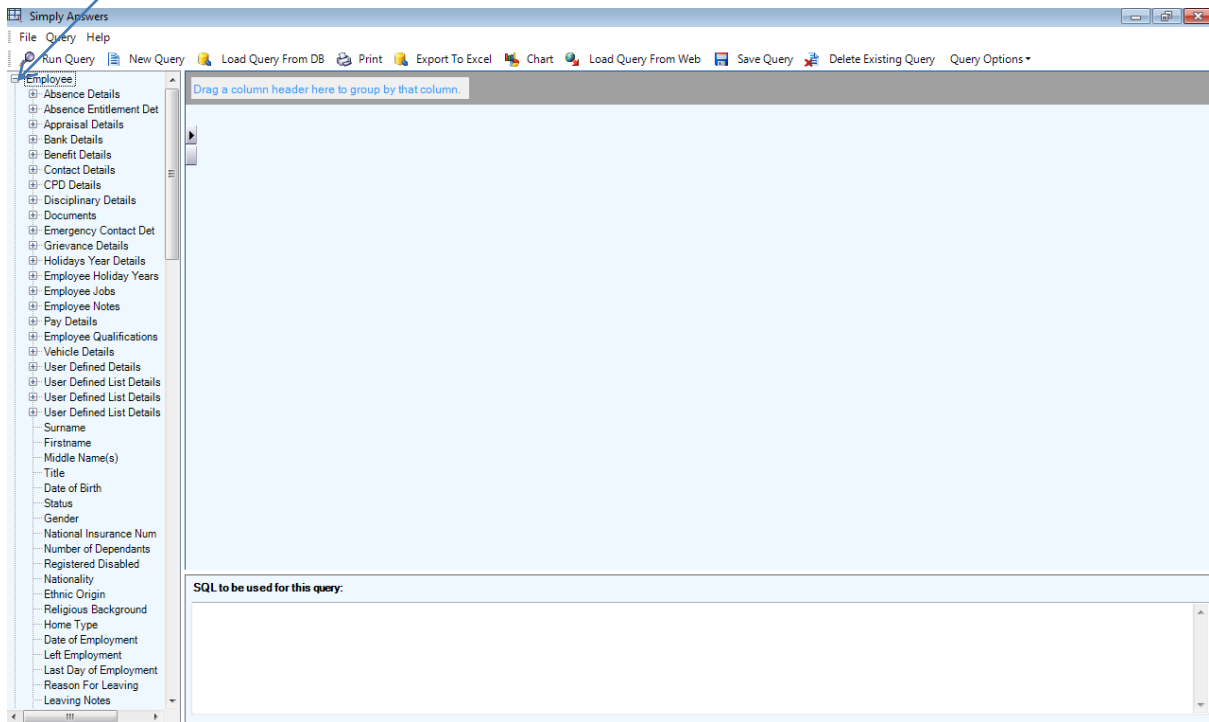 Simply Answers
File Query Help
Run Query New Query Load Query From DB Print Export To Excel Chart Load Query From Web Save Query Delete Existing Query Query Options
Employee
Absence Details
Absence Entitlement Det
Appraisal Details
Bank Details
Benefit Details
Contact Details
CPD Details
Disciplinary Details
Documents
Emergency Contact Det
Grievance Details
Holidays Year Details
Employee Holiday Years
Employee Jobs
Employee Notes
Pay Details
Employee Qualifications
Vehicle Details
User Defined Details
User Defined List Details
User Defined List Details
User Defined List Details
Surname
Firstname
Middle Name(s)
Title
Date of Birth
Status
Gender
National Insurance Num
Number of Dependants
Registered Disabled
Nationality
Ethnic Origin
Religious Background
Home Type
Date of Employment
Left Employment
Last Day of Employment
Reason For Leaving
Leaving Notes
Drag a column header here to group by that column.
SQL to be used for this query: